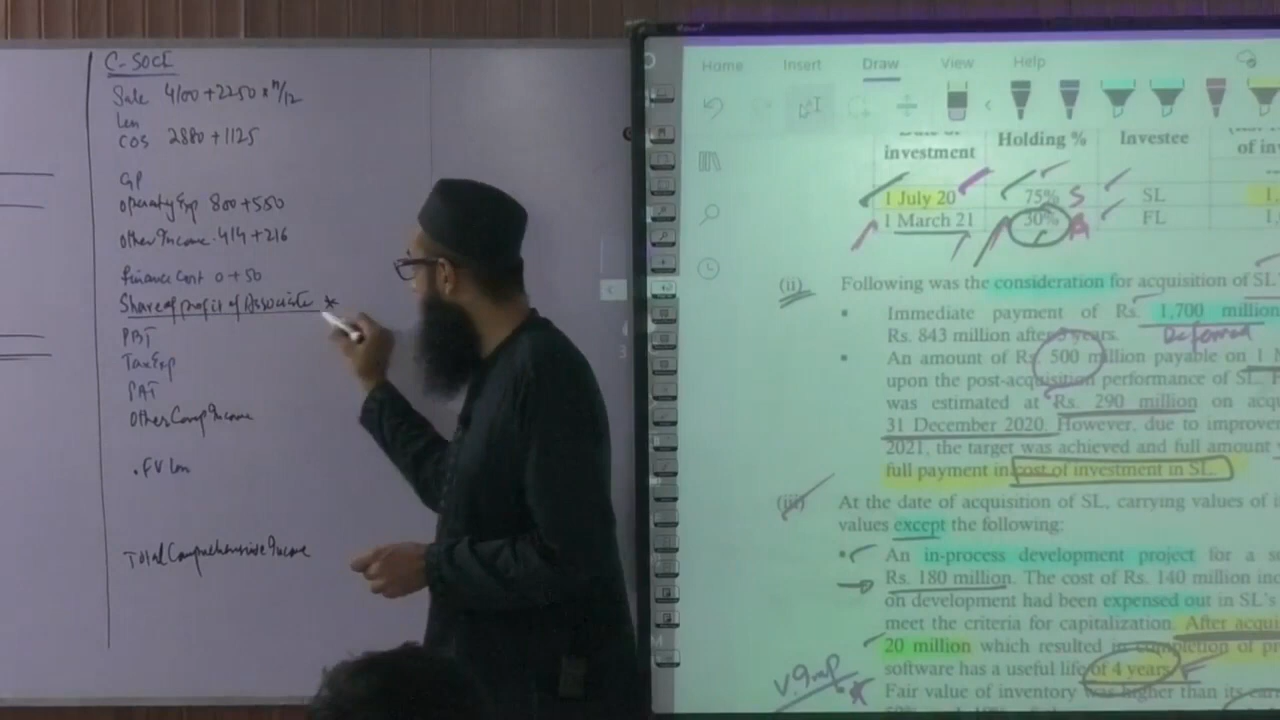 C-SOCI
Sale 4100+2250×n/12
Len
COS 2880+1125
GP
Operating Exp 800+550
Other Income 414+216
Finance Cost 0+50
Share of Profit of Associate *
PBT
Tax Exp
PAT
Other Comp Income
. FV
Total Comprehensive Income
Home Insert Draw View Help
investment Holding % Investee of in
1 July 20 75% S SL 1,
1 March 21 30% A FL 1,
(ii) Following was the consideration for acquisition of SL
▪ Immediate payment of Rs. 1,700 million
Rs. 843 million after years.
Deferred
▪ An amount of Rs 500 million payable on 1
upon the post-acquisition performance of SL.
was estimated at Rs. 290 million on acq
31 December 2020. However, due to improve
2021, the target was achieved and full amount
full payment in cost of investment in SL.
(iii) At the date of acquisition of SL, carrying values of i
values except the following:
▪ An in-process development project for a s
Rs. 180 million. The cost of Rs. 140 million inc
on development had been expensed out in SL's
meet the criteria for capitalization. After acqui
20 million which resulted in completion of pr
software has a useful life of 4 years.
V. Imp
Fair value of inventory was higher than its car